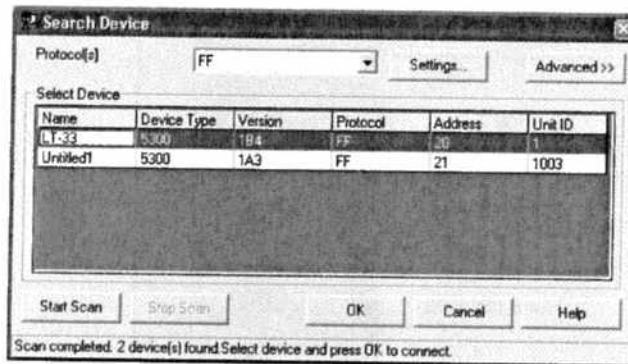 Search Device
Protocol(s) FF Settings... Advanced >>
Select Device
Name Device Type Version Protocol Address Unit ID
LT-33 5300 1B4 FF 20 1
Untitled1 5300 1A3 FF 21 1003
Start Scan Stop Scan OK Cancel Help
Scan completed. 2 device(s) found.Select device and press OK to connect.